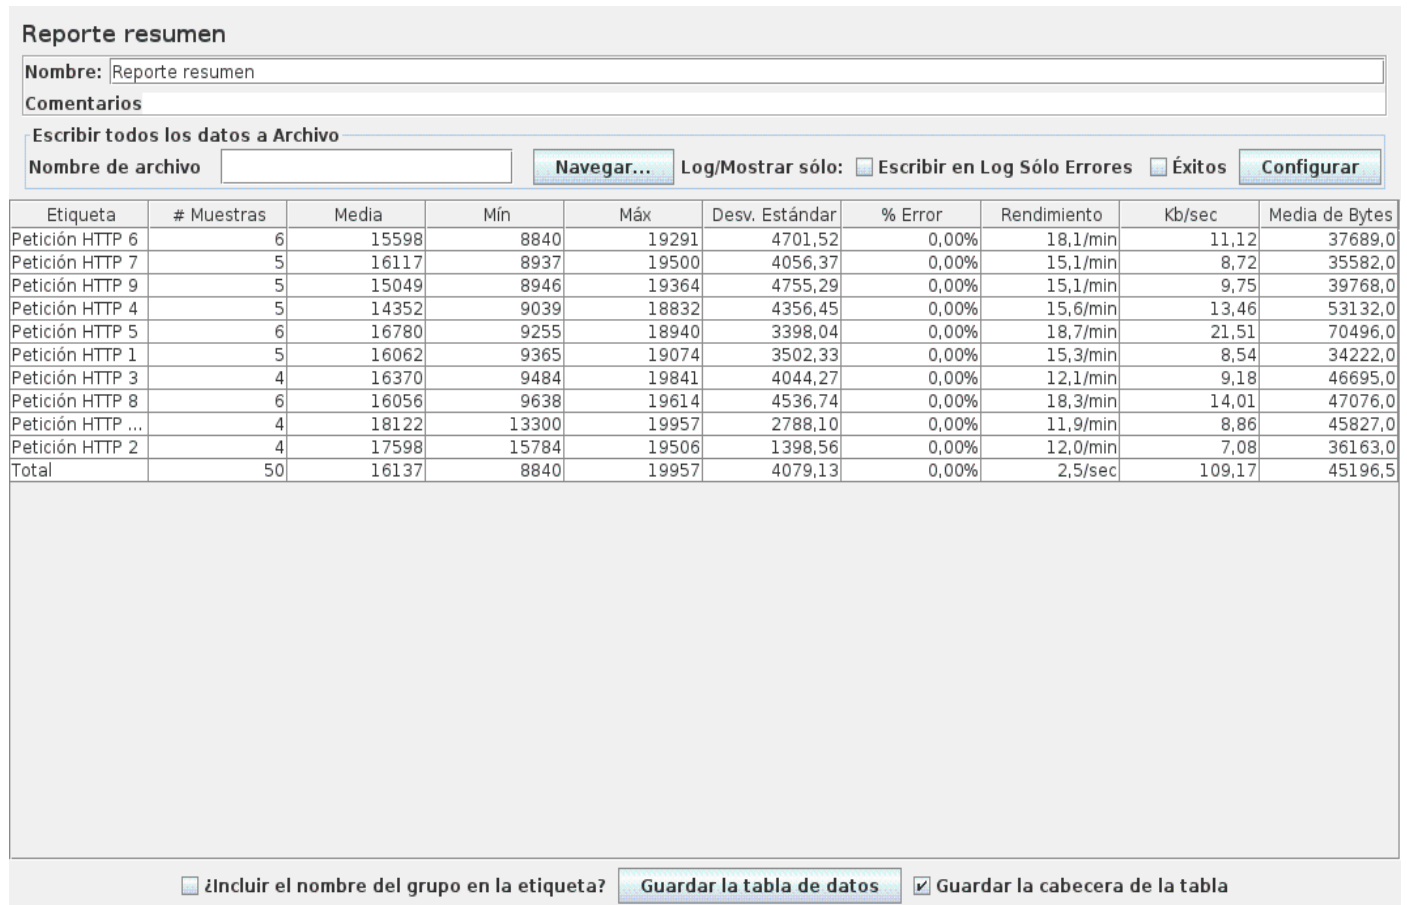 Reporte resumen
Nombre: Reporte resumen
Comentarios
Escribir todos los datos a Archivo
Nombre de archivo Navegar... Log/Mostrar sólo: Escribir en Log Sólo Errores Éxitos Configurar
Etiqueta # Muestras Media Mín Máx Desv. Estándar % Error Rendimiento Kb/sec Media de Bytes
Petición HTTP 6 6 15598 8840 19291 4701,52 0,00% 18,1/min 11,12 37689,0
Petición HTTP 7 5 16117 8937 19500 4056,37 0,00% 15,1/min 8,72 35582,0
Petición HTTP 9 5 15049 8946 19364 4755,29 0,00% 15,1/min 9,75 39768,0
Petición HTTP 4 5 14352 9039 18832 4356,45 0,00% 15,6/min 13,46 53132,0
Petición HTTP 5 6 16780 9255 18940 3398,04 0,00% 18,7/min 21,51 70496,0
Petición HTTP 1 5 16062 9365 19074 3502,33 0,00% 15,3/min 8,54 34222,0
Petición HTTP 3 4 16370 9484 19841 4044,27 0,00% 12,1/min 9,18 46695,0
Petición HTTP 8 6 16056 9638 19614 4536,74 0,00% 18,3/min 14,01 47076,0
Petición HTTP ... 4 18122 13300 19957 2788,10 0,00% 11,9/min 8,86 45827,0
Petición HTTP 2 4 17598 15784 19506 1398,56 0,00% 12,0/min 7,08 36163,0
Total 50 16137 8840 19957 4079,13 0,00% 2,5/sec 109,17 45196,5
¿Incluir el nombre del grupo en la etiqueta? Guardar la tabla de datos Guardar la cabecera de la tabla